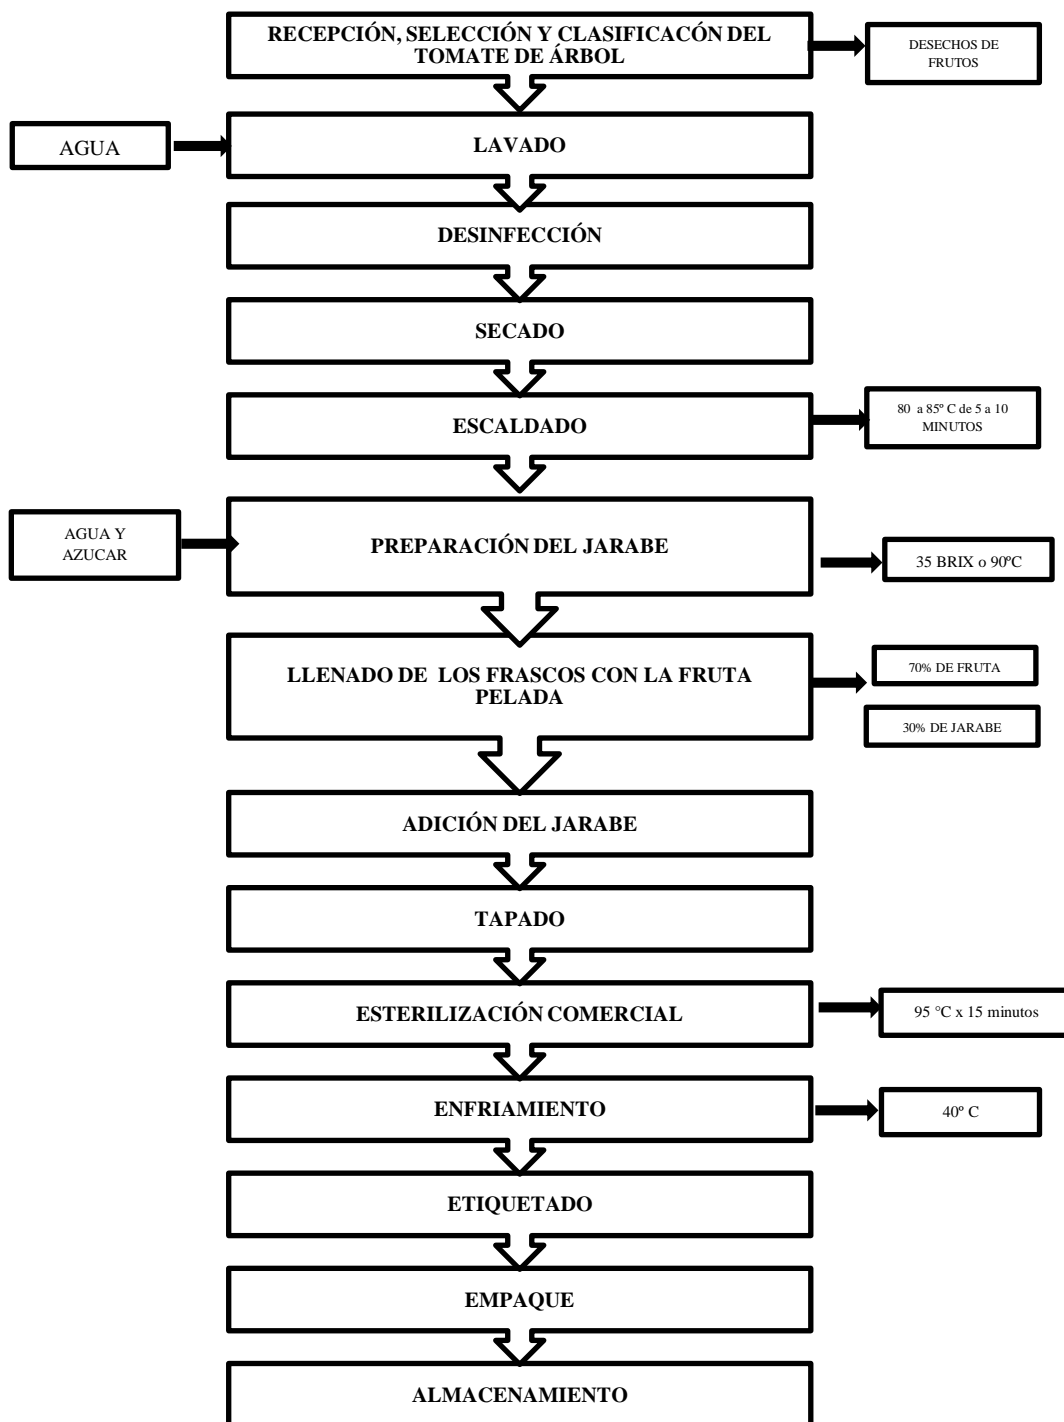 RECEPCIÓN, SELECCIÓN Y CLASIFICACÓN DEL
TOMATE DE ÁRBOL
DESECHOS DE
FRUTOS
AGUA
LAVADO
DESINFECCIÓN
SECADO
ESCALDADO
80 a 85º C de 5 a 10
MINUTOS
AGUA Y
AZUCAR
PREPARACIÓN DEL JARABE
35 BRIX o 90ºC
LLENADO DE LOS FRASCOS CON LA FRUTA
PELADA
70% DE FRUTA
30% DE JARABE
ADICIÓN DEL JARABE
TAPADO
ESTERILIZACIÓN COMERCIAL
95 °C x 15 minutos
ENFRIAMIENTO
40º C
ETIQUETADO
EMPAQUE
ALMACENAMIENTO